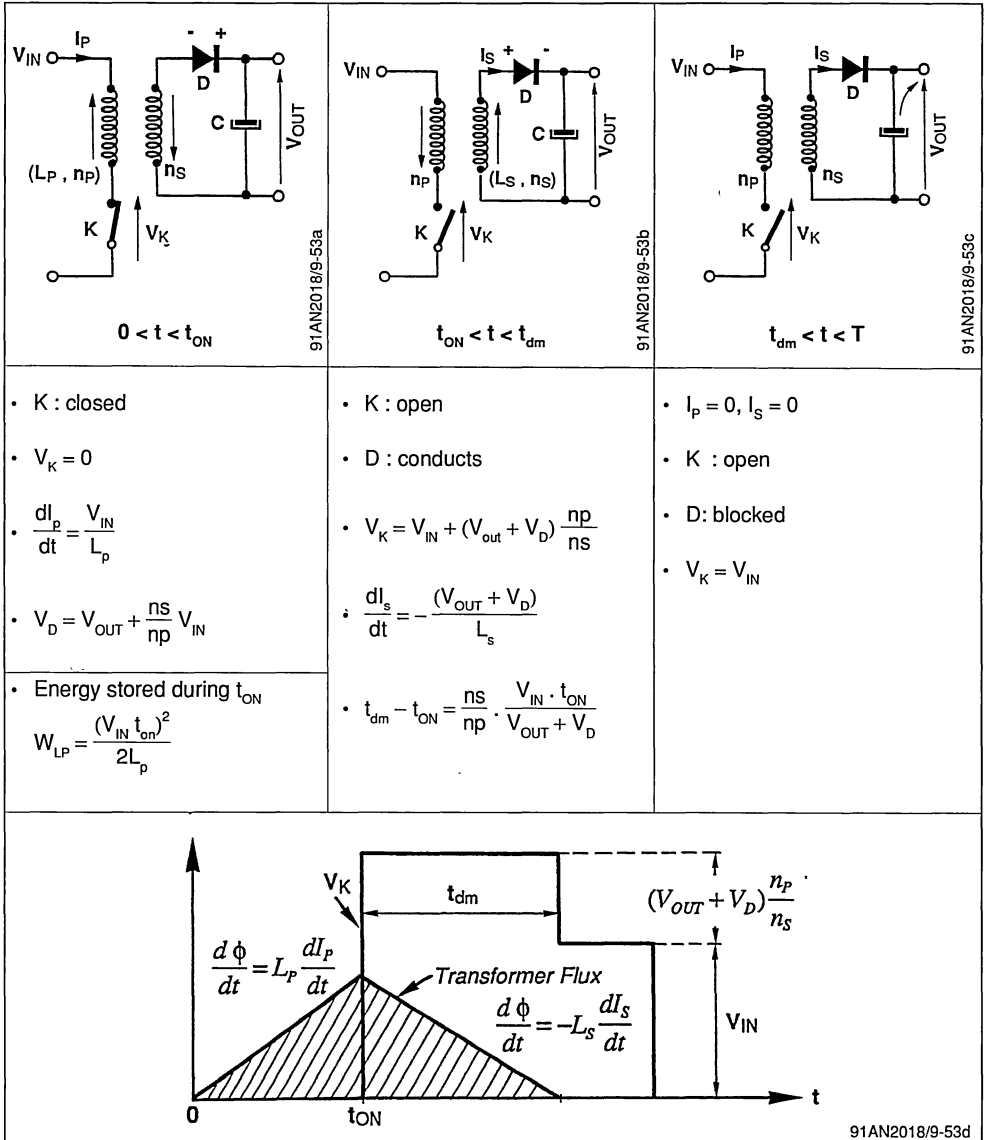 V_IN I_P - + D C V_OUT
(L_P , n_P) n_S
K V_K
0 < t < t_ON
91AN2018/9-53a
V_IN I_S + - D C V_OUT
n_P (L_S , n_S)
K V_K
t_ON < t < t_dm
91AN2018/9-53b
V_IN I_P I_S D V_OUT
n_P n_S
K V_K
t_dm < t < T
91AN2018/9-53c
• K : closed
• V_K = 0
• dI_p/dt = V_IN/L_p
• V_D = V_OUT + ns/np V_IN
• Energy stored during t_ON
W_LP = (V_IN t_on)²/2L_p
• K : open
• D : conducts
• V_K = V_IN + (V_out + V_D) np/ns
• dI_s/dt = - (V_OUT + V_D)/L_s
• t_dm – t_ON = ns/np . V_IN . t_ON/V_OUT + V_D
• I_P = 0, I_S = 0
• K : open
• D: blocked
• V_K = V_IN
V_K
t_dm
(V_OUT + V_D) n_P/n_S
d ϕ/dt = L_P dI_P/dt
Transformer Flux
d ϕ/dt = -L_S dI_S/dt
V_IN
0
t_ON
t
91AN2018/9-53d